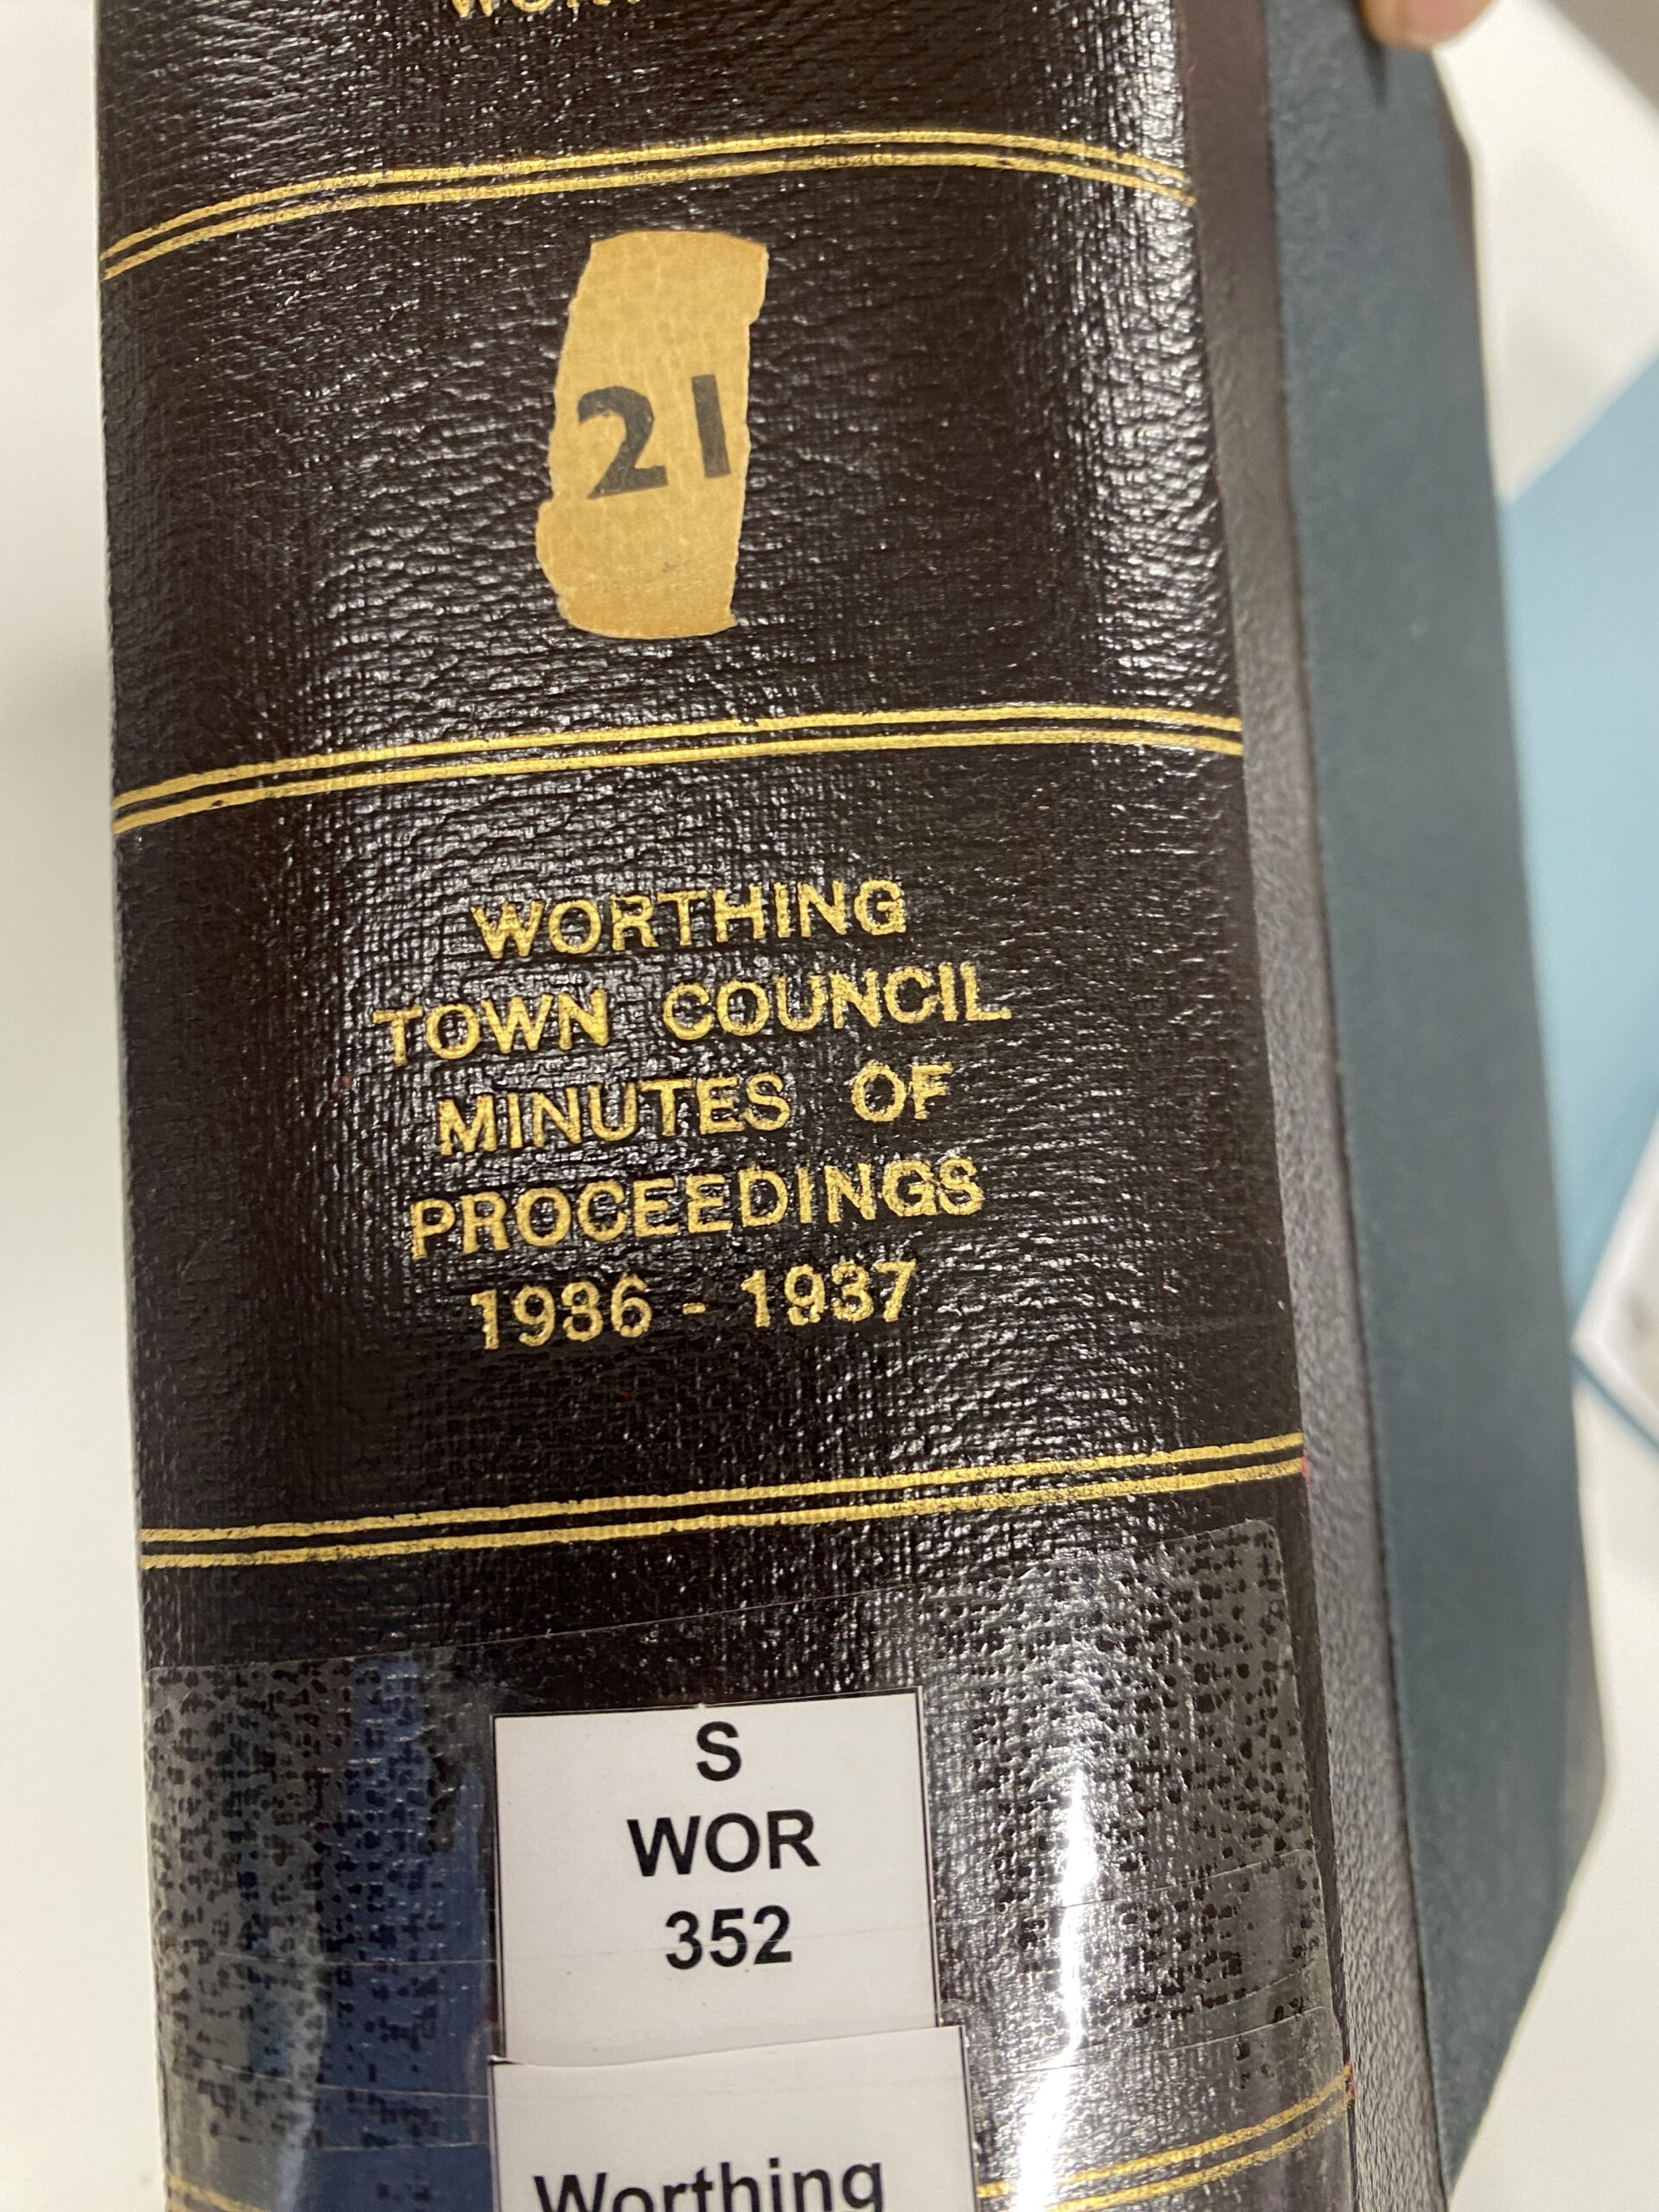 21
WORTHING
TOWN COUNCIL
MINUTES OF
PROCEEDINGS
1936 - 1937
S
WOR
352
Worthing